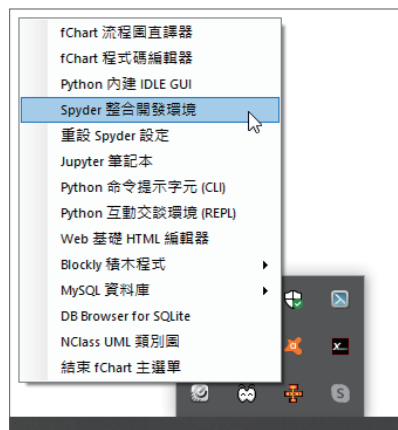 fChart 流程圖直譯器
fChart 程式碼編輯器
Python 內建 IDLE GUI
Spyder 整合開發環境
重設 Spyder 設定
Jupyter 筆記本
Python 命令提示字元 (CLI)
Python 互動交談環境 (REPL)
Web 基礎 HTML 編輯器
Blockly 積木程式
MySQL 資料庫
DB Browser for SQLite
NClass UML 類別圖
結束 fChart 主選單